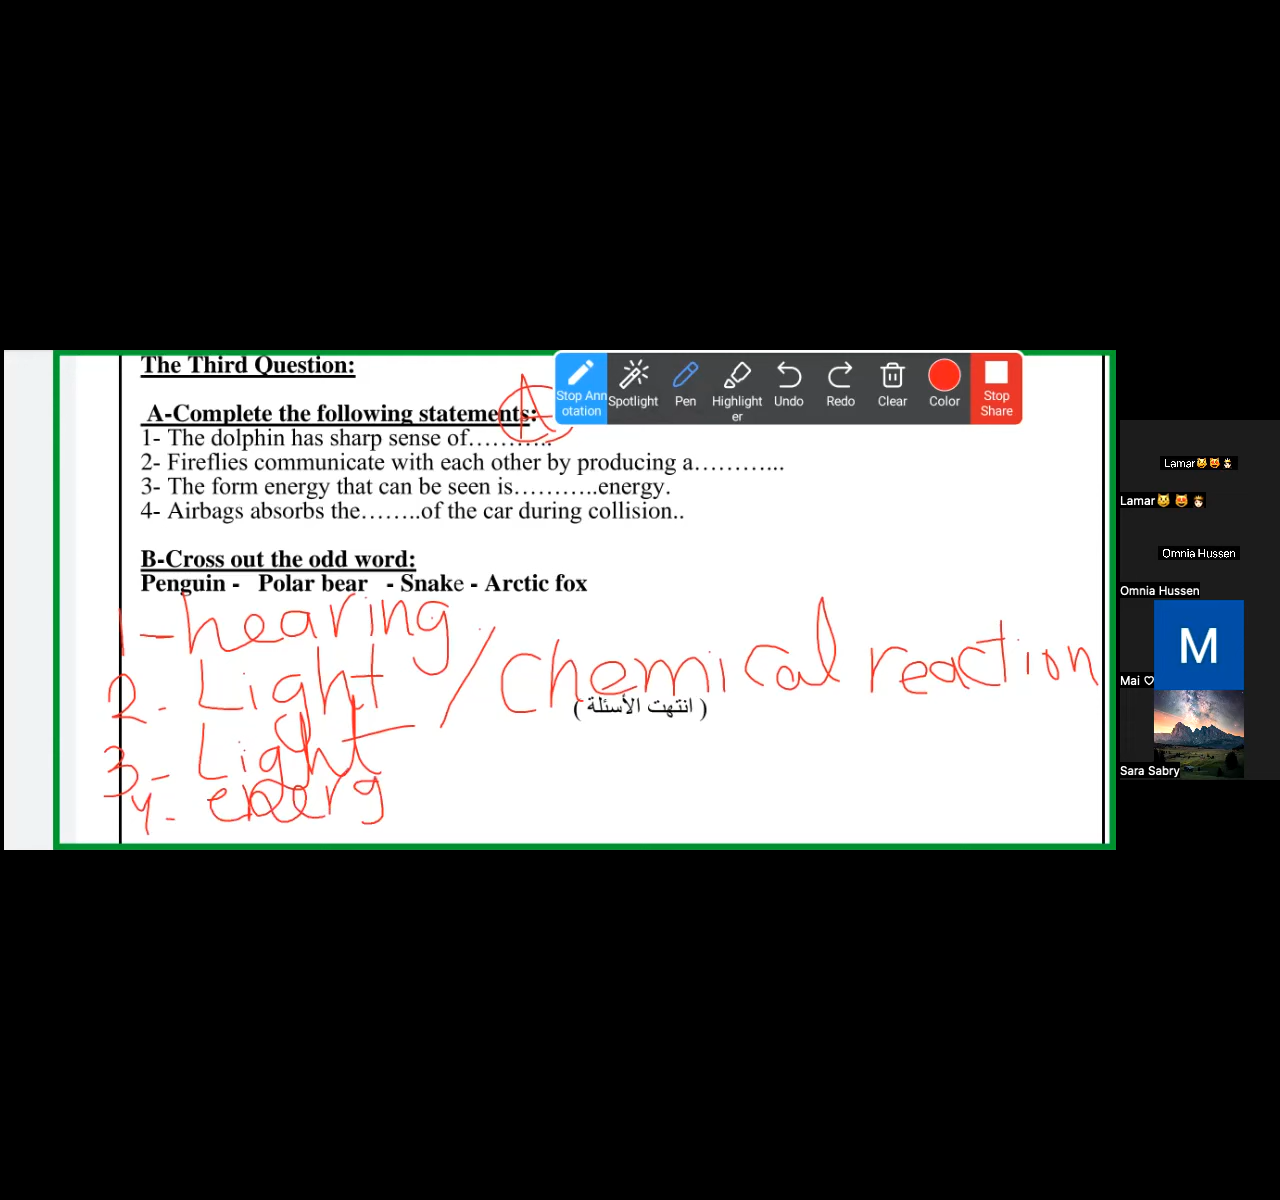 The Third Question:
A
Stop Annotation
Spotlight
Pen
Highlighter
Undo
Redo
Clear
Color
Stop Share
A-Complete the following statements:
1- The dolphin has sharp sense of………..
2- Fireflies communicate with each other by producing a………...
3- The form energy that can be seen is………..energy.
4- Airbags absorbs the……..of the car during collision..
B-Cross out the odd word:
Penguin - Polar bear - Snake - Arctic fox
1-hearing
2- Light / Chemical reaction
( انتهت الأسئلة )
3- Light
4- energ
Lamar😼😻🤴🏻
Lamar😼 😻 🤴🏻
Omnia Hussen
Omnia Hussen
M
Mai ♡
Sara Sabry